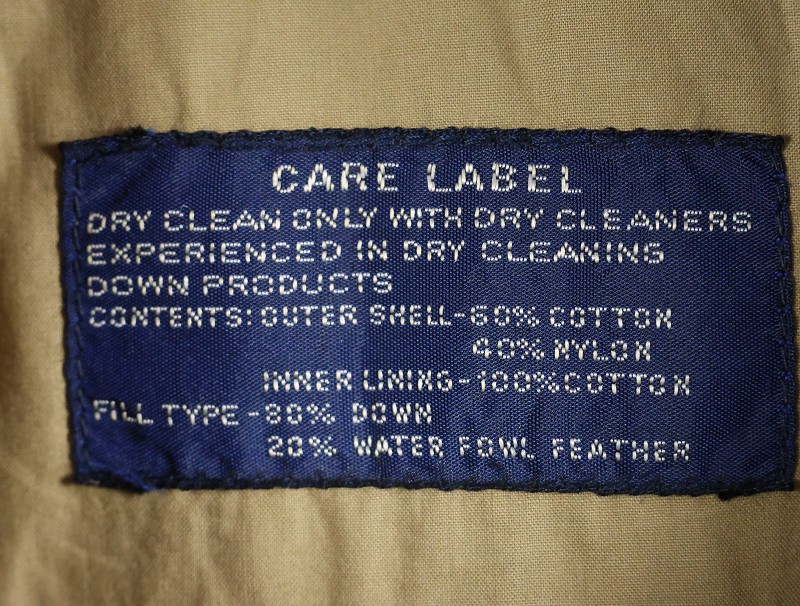 CARE LABEL
DRY CLEAN ONLY WITH DRY CLEANERS
EXPERIENCED IN DRY CLEANING
DOWN PRODUCTS
CONTENTS: OUTER SHELL-60% COTTON
40% NYLON
INNER LINING-100% COTTON
FILL TYPE-80% DOWN
20% WATER FOWL FEATHER